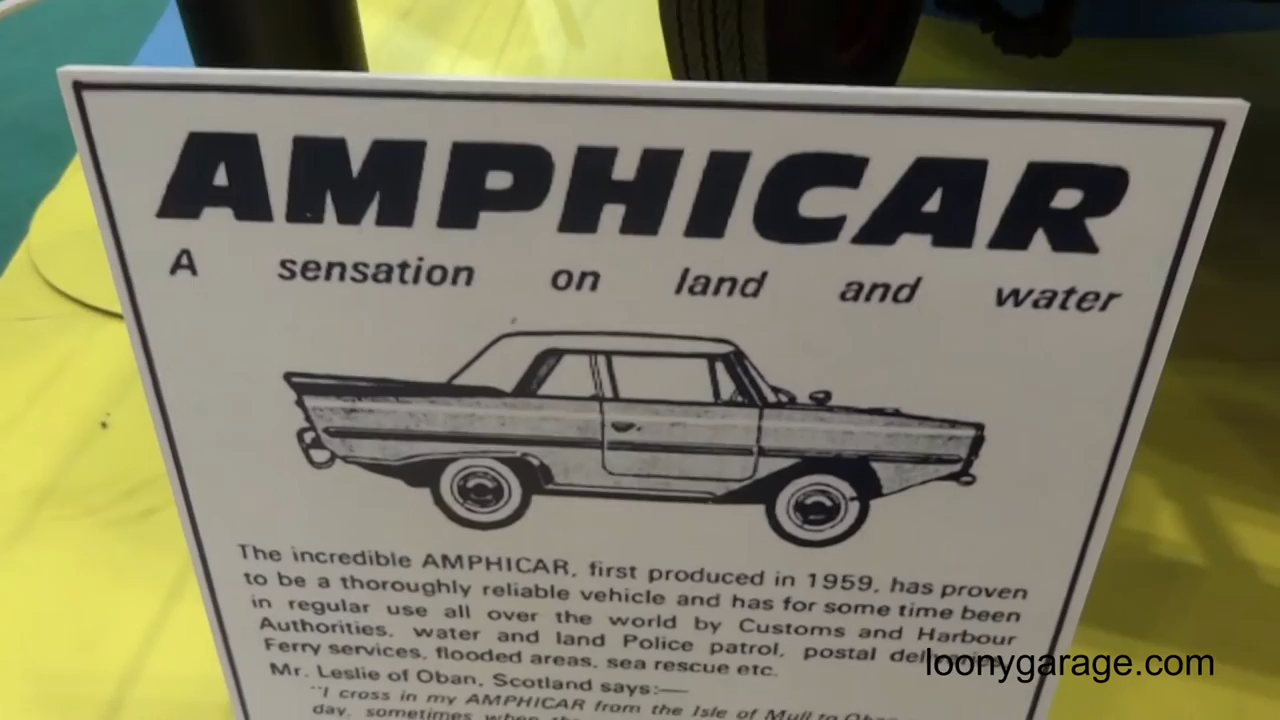 AMPHICAR
A sensation on land and water
The incredible AMPHICAR, first produced in 1959, has proven
to be a thoroughly reliable vehicle and has for some time been
in regular use all over the world by Customs and Harbour
Authorities, water and land Police patrol, postal
Ferry services, flooded areas, sea rescue etc.
Mr. Leslie of Oban, Scotland says:—
"I cross in my AMPHICAR from the Isle of Mull to Oban
day, sometimes when
loonygarage.com